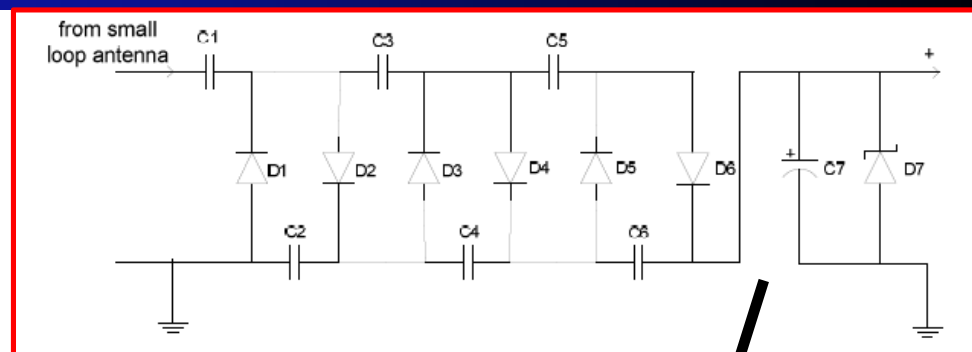 from small
loop antenna
C1
C3
C5
+
D1
D2
D3
D4
D5
D6
+
C7
D7
C2
C4
C6